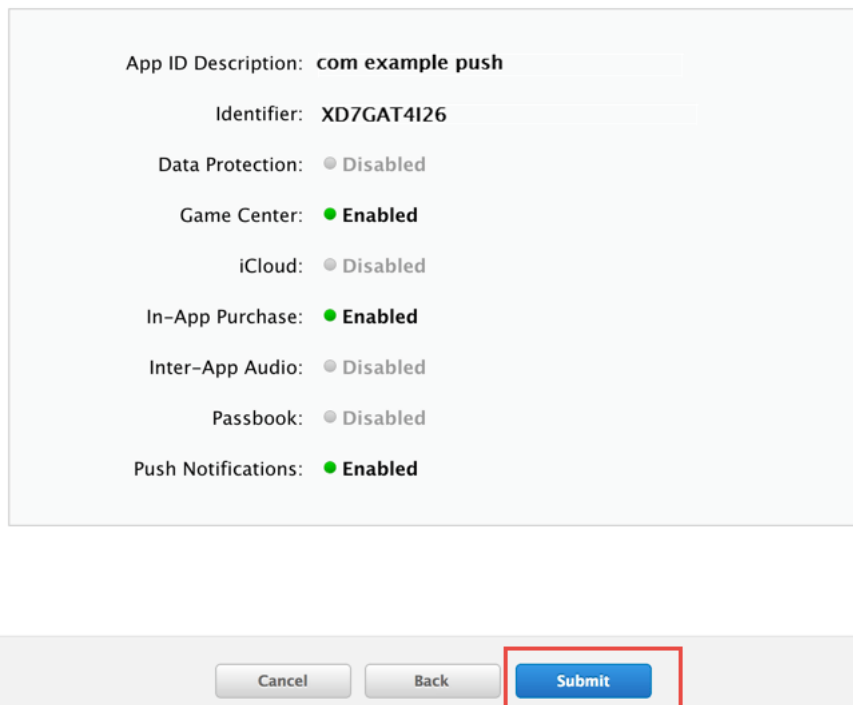 App ID Description: com example push
Identifier: XD7GAT4I26
Data Protection: Disabled
Game Center: Enabled
iCloud: Disabled
In-App Purchase: Enabled
Inter-App Audio: Disabled
Passbook: Disabled
Push Notifications: Enabled
Cancel Back Submit